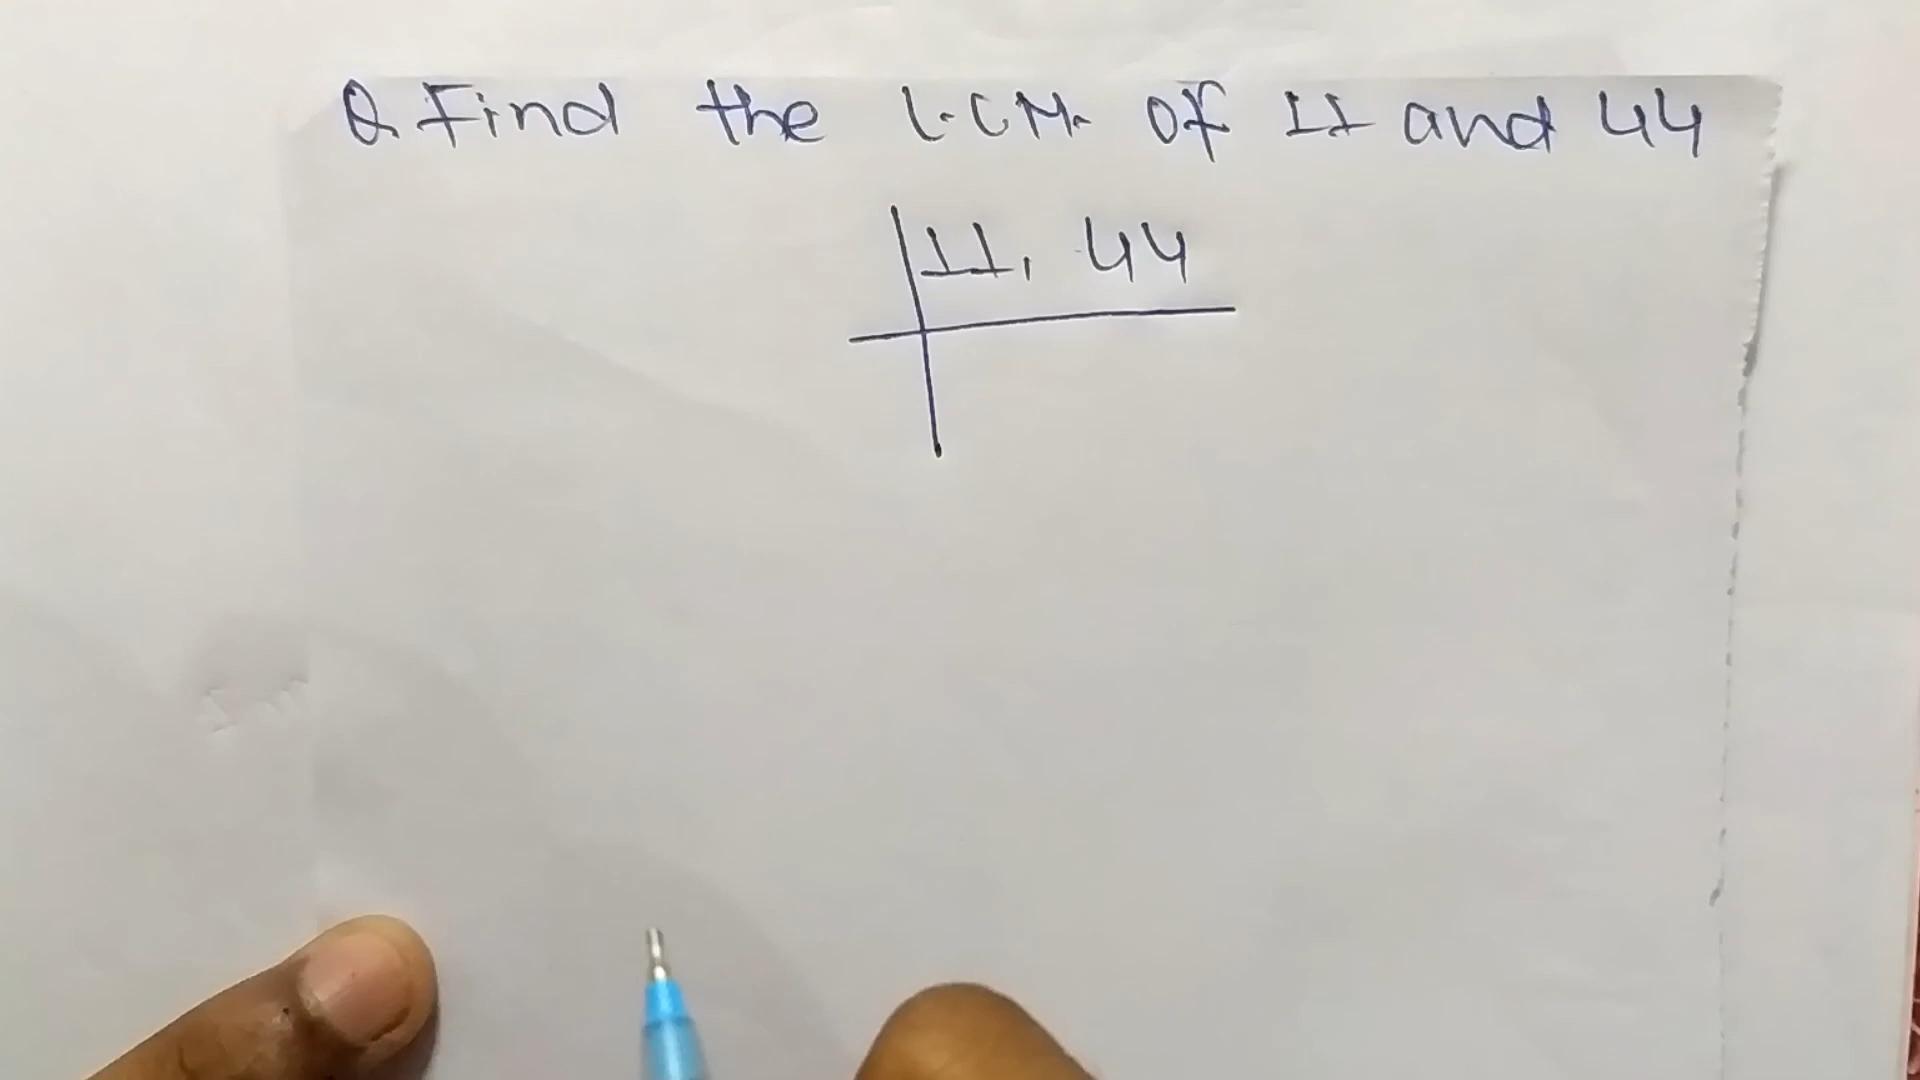 Q. Find the L.C.M. Of 11 and 44
11, 44